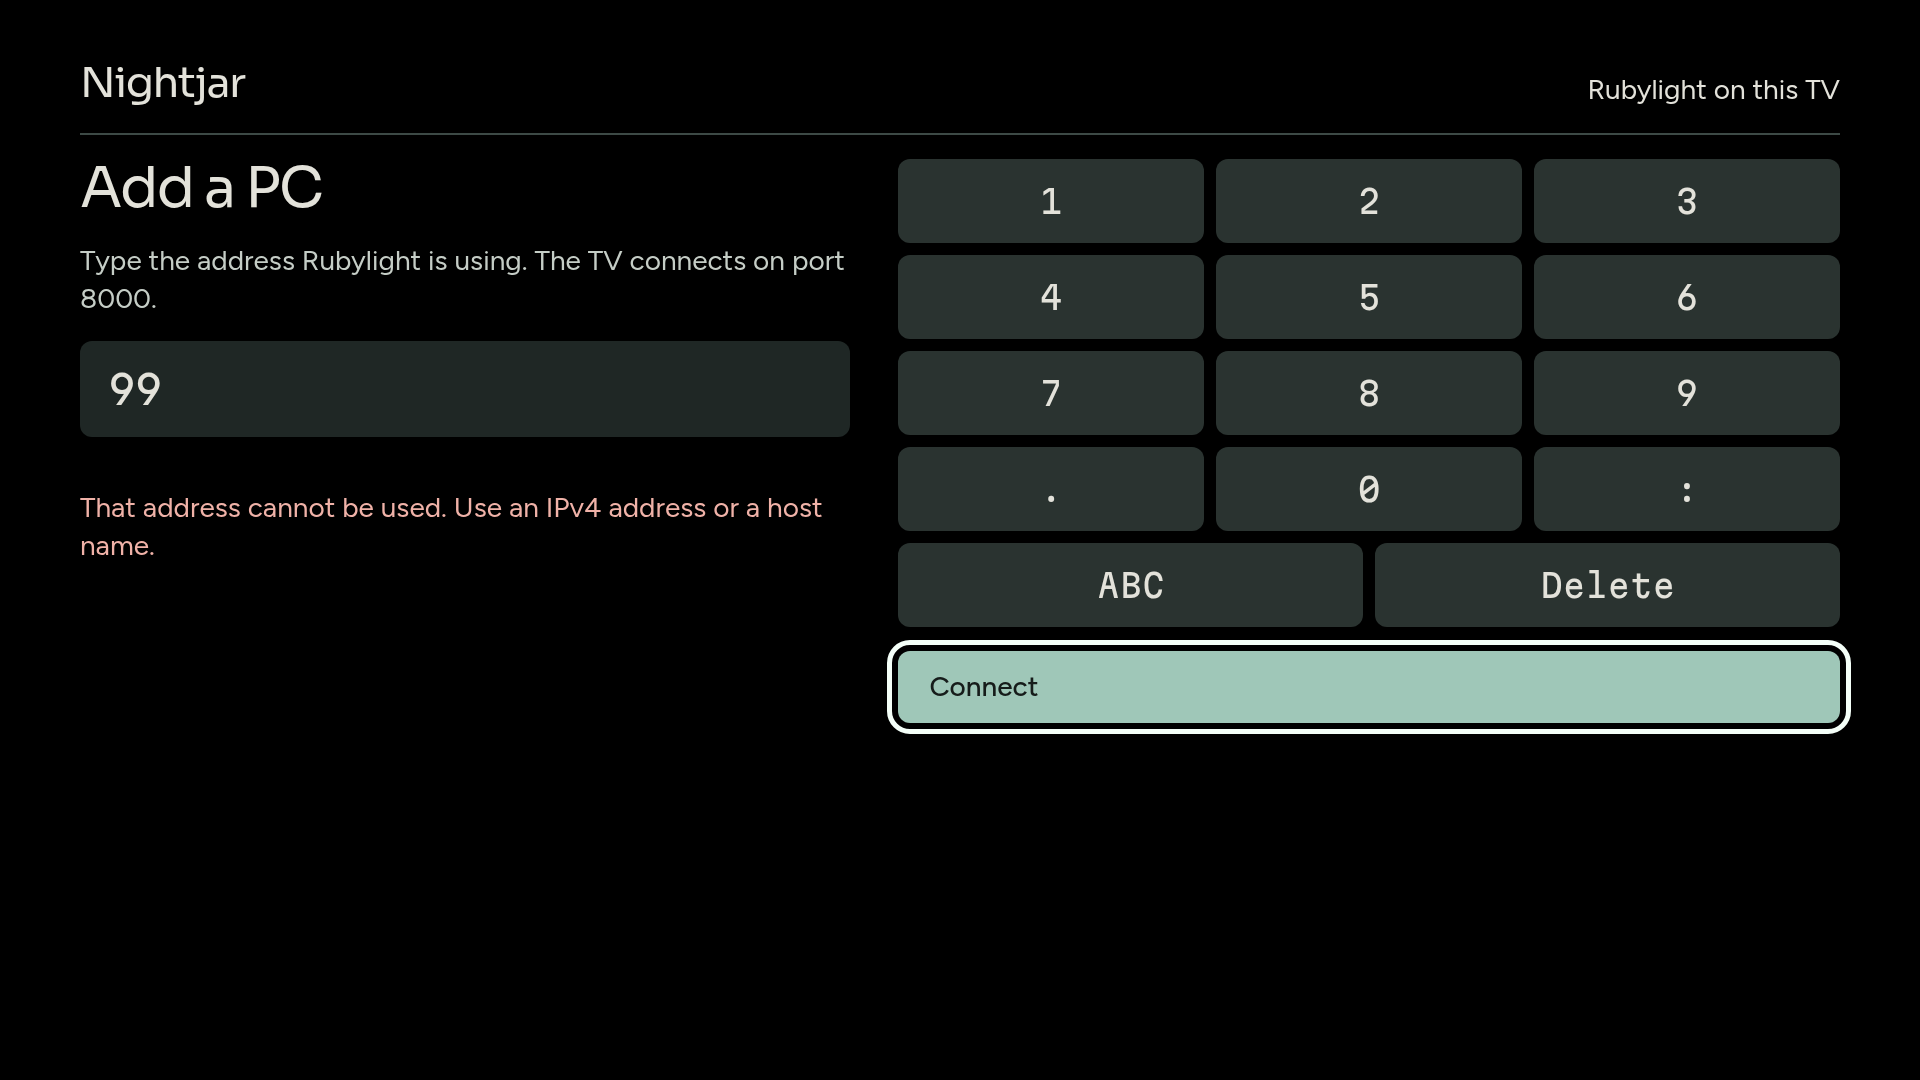 Nightjar
Rubylight on this TV
Add a PC
Type the address Rubylight is using. The TV connects on port
8000.
99
That address cannot be used. Use an IPv4 address or a host
name.
1
2
3
4
5
6
7
8
9
.
0
:
ABC
Delete
Connect